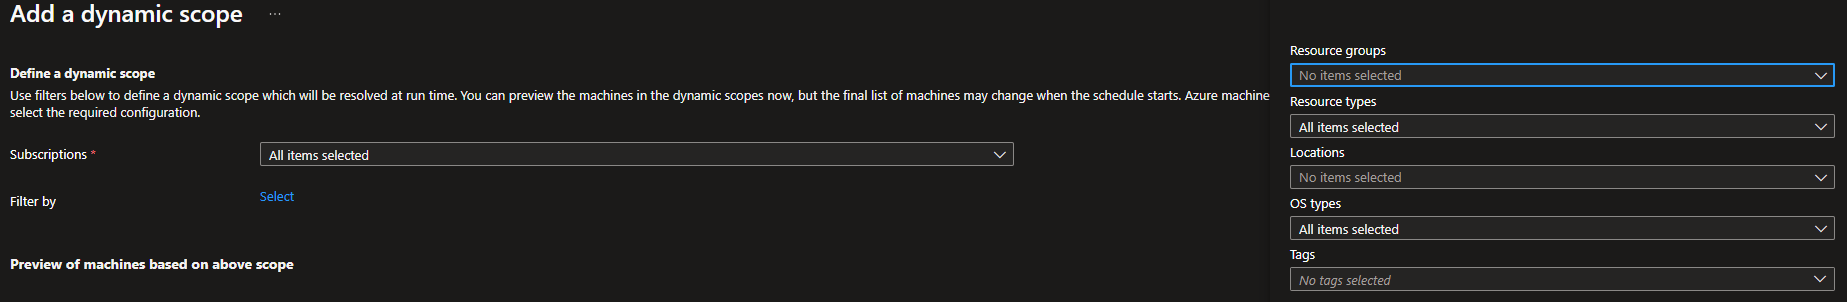 Add a dynamic scope
...
Define a dynamic scope
Use filters below to define a dynamic scope which will be resolved at run time. You can preview the machines in the dynamic scopes now, but the final list of machines may change when the schedule starts. Azure machine
select the required configuration.
Subscriptions *
All items selected
Filter by
Select
Preview of machines based on above scope
Resource groups
No items selected
Resource types
All items selected
Locations
No items selected
OS types
All items selected
Tags
No tags selected